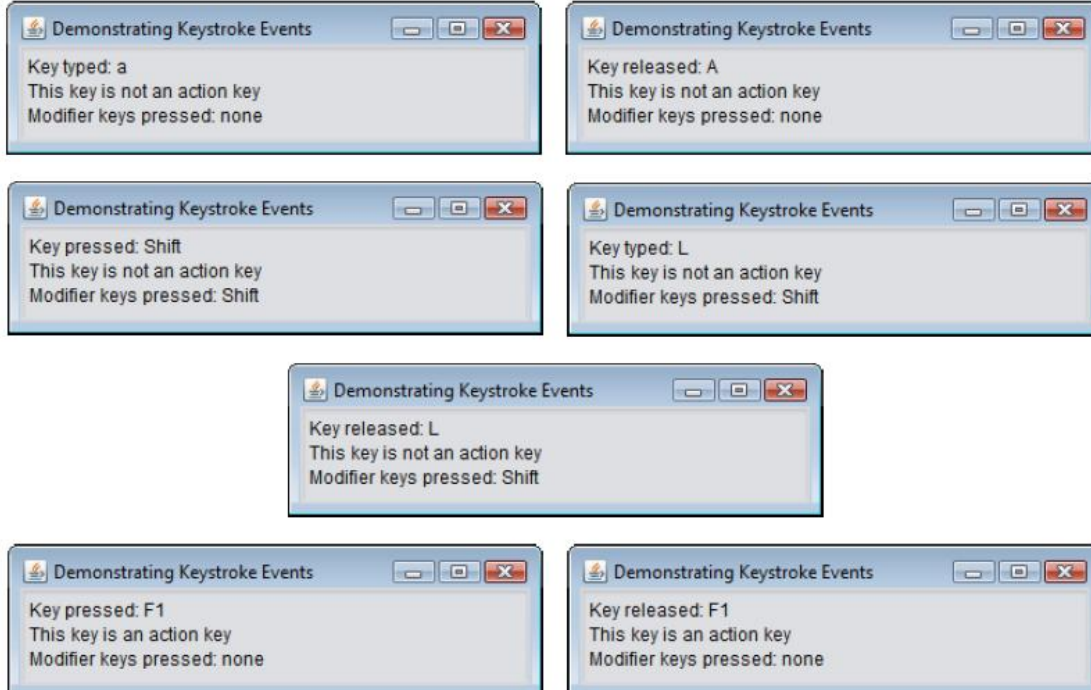 Demonstrating Keystroke Events
Key typed: a
This key is not an action key
Modifier keys pressed: none
Demonstrating Keystroke Events
Key released: A
This key is not an action key
Modifier keys pressed: none
Demonstrating Keystroke Events
Key pressed: Shift
This key is not an action key
Modifier keys pressed: Shift
Demonstrating Keystroke Events
Key typed: L
This key is not an action key
Modifier keys pressed: Shift
Demonstrating Keystroke Events
Key released: L
This key is not an action key
Modifier keys pressed: Shift
Demonstrating Keystroke Events
Key pressed: F1
This key is an action key
Modifier keys pressed: none
Demonstrating Keystroke Events
Key released: F1
This key is an action key
Modifier keys pressed: none